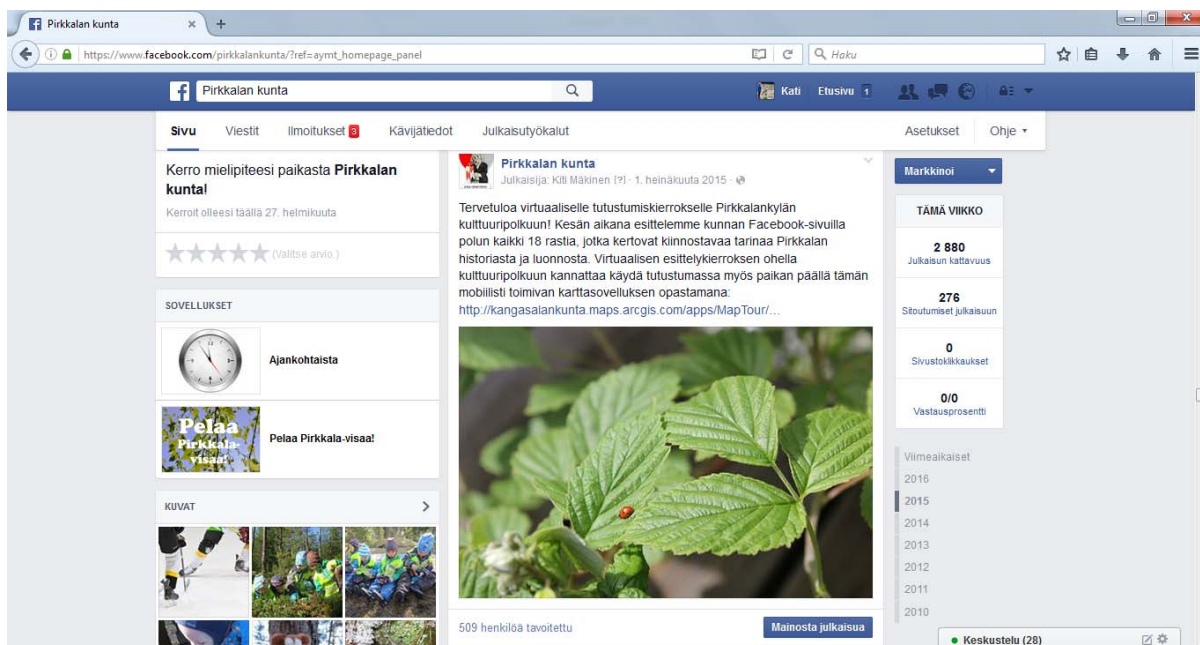 Pirkkalan kunta
https://www.facebook.com/pirkkalankunta/?ref=aymt_homepage_panel
Haku
Pirkkalan kunta
Kati
Etusivu 1
Sivu
Viestit
Ilmoitukset 3
Kävijätiedot
Julkaisutyökalut
Asetukset
Ohje
Kerro mielipiteesi paikasta Pirkkalan
kunta!
Kerroit olleesi täällä 27. helmikuuta
(Valitse arvio.)
SOVELLUKSET
Ajankohtaista
Pelaa
Pirkkala-
visaa!
Pelaa Pirkkala-visaa!
KUVAT
Pirkkalan kunta
Julkaisija: Kiti Mäkinen [?] · 1. heinäkuuta 2015 ·
Tervetuloa virtuaaliselle tutustumiskierrokselle Pirkkalankylän
kulttuuripolkuun! Kesän aikana esittelemme kunnan Facebook-sivuilla
polun kaikki 18 rastia, jotka kertovat kiinnostavaa tarinaa Pirkkalan
historiasta ja luonnosta. Virtuaalisen esittelykierroksen ohella
kulttuuripolkuun kannattaa käydä tutustumassa myös paikan päällä tämän
mobiilisti toimivan karttasovelluksen opastamana:
http://kangasalankunta.maps.arcgis.com/apps/MapTour/...
509 henkilöä tavoitettu
Mainosta julkaisua
Markkinoi
TÄMÄ VIIKKO
2 880
Julkaisun kattavuus
276
Sitoutumiset julkaisuun
0
Sivustoklikkaukset
0/0
Vastausprosentti
Viimeaikaiset
2016
2015
2014
2013
2012
2011
2010
Keskustelu (28)